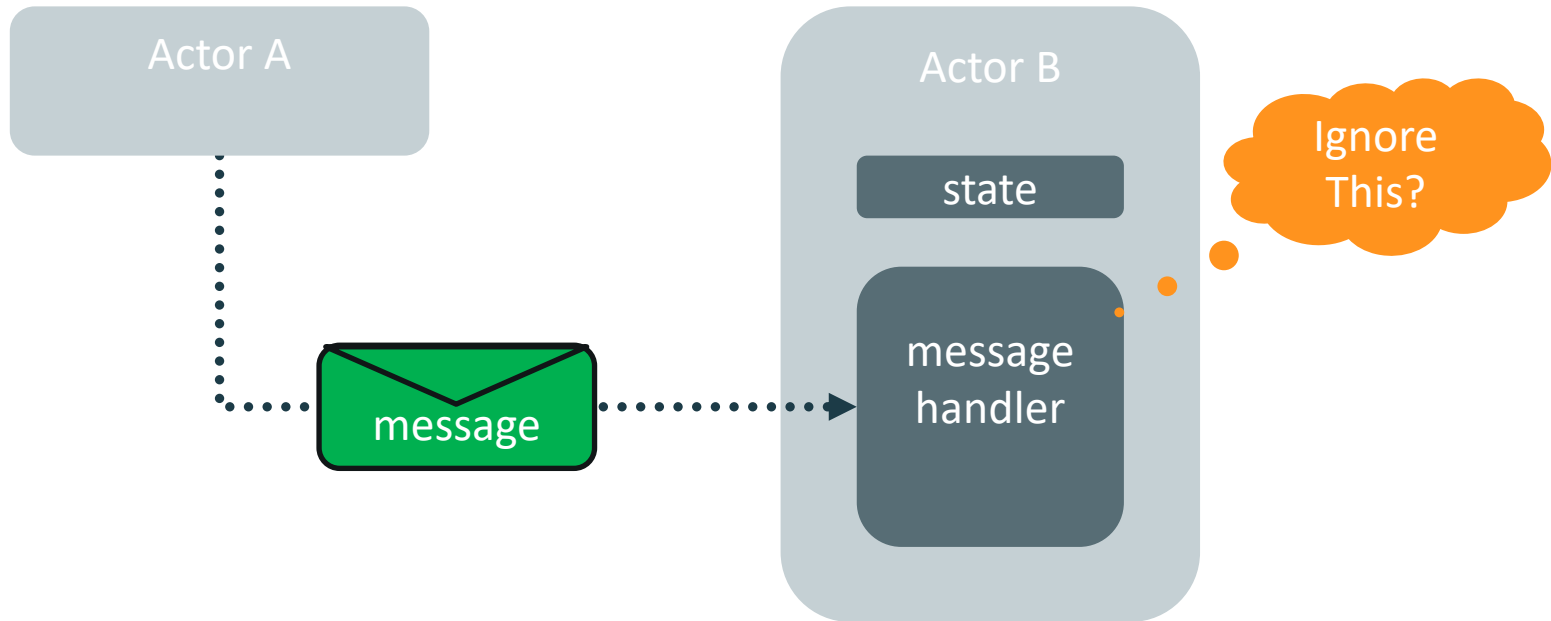 Actor A
Actor B
Ignore
This?
state
message
handler
message